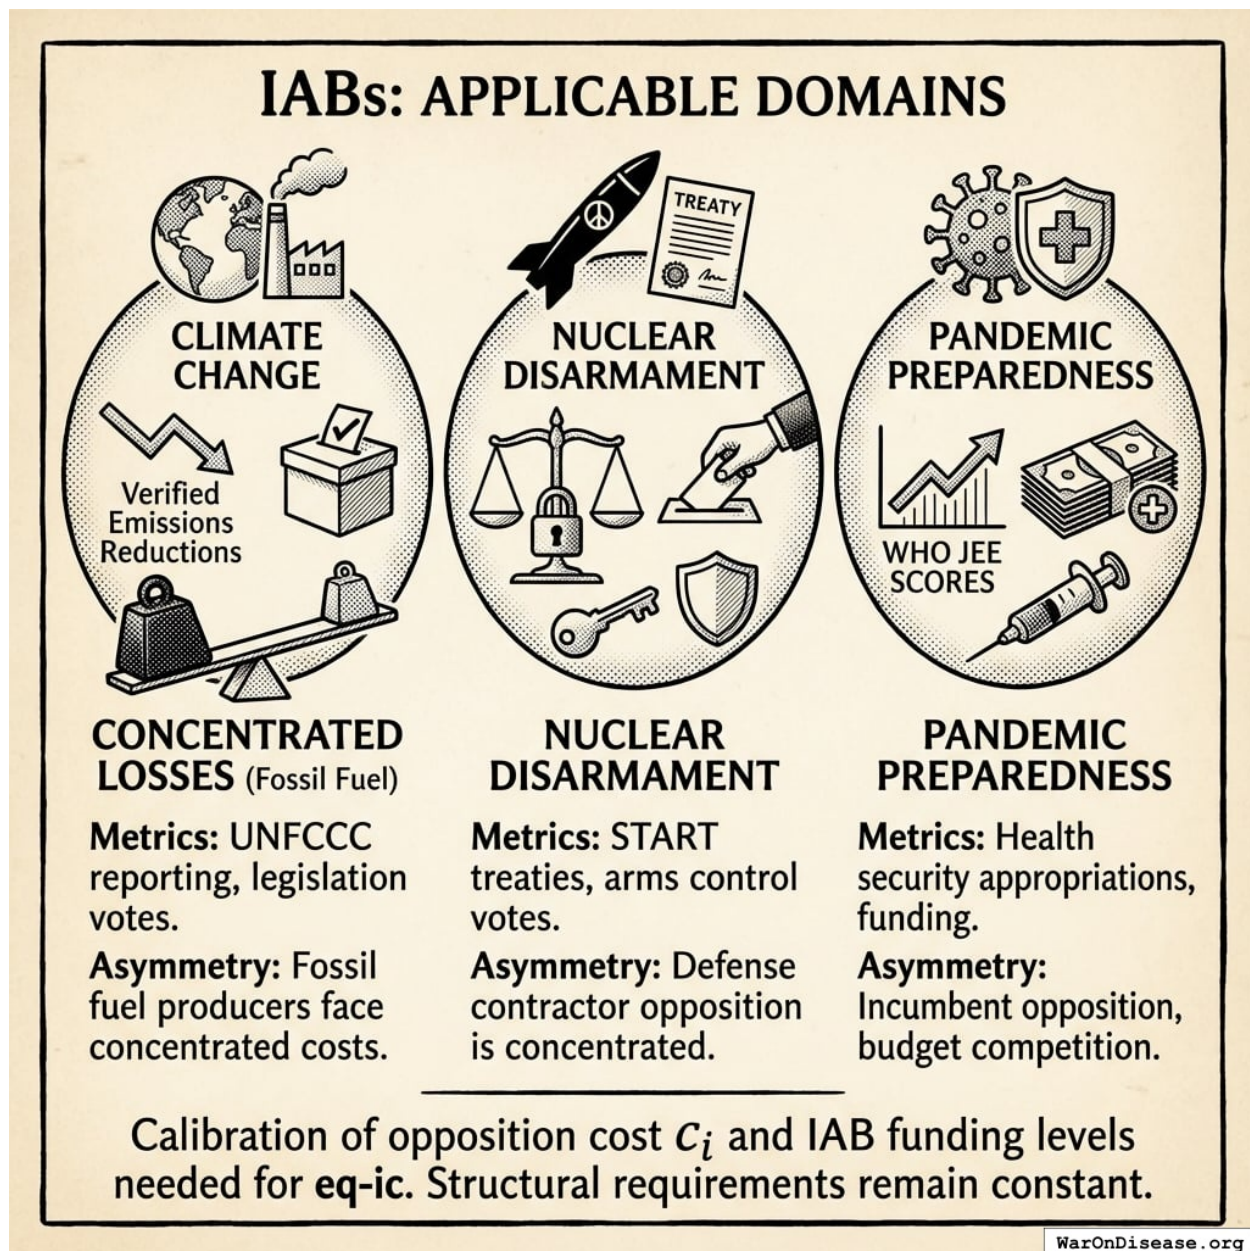 IABs: APPLICABLE DOMAINS
TREATY
CLIMATE
CHANGE
Verified
Emissions
Reductions
NUCLEAR
DISARMAMENT
PANDEMIC
PREPAREDNESS
WHO JEE
SCORES
CONCENTRATED
LOSSES (Fossil Fuel)
Metrics: UNFCCC
reporting, legislation
votes.
Asymmetry: Fossil
fuel producers face
concentrated costs.
NUCLEAR
DISARMAMENT
Metrics: START
treaties, arms control
votes.
Asymmetry: Defense
contractor opposition
is concentrated.
PANDEMIC
PREPAREDNESS
Metrics: Health
security appropriations,
funding.
Asymmetry:
Incumbent opposition,
budget competition.
Calibration of opposition cost cᵢ and IAB funding levels
needed for eq-ic. Structural requirements remain constant.
WarOnDisease.org